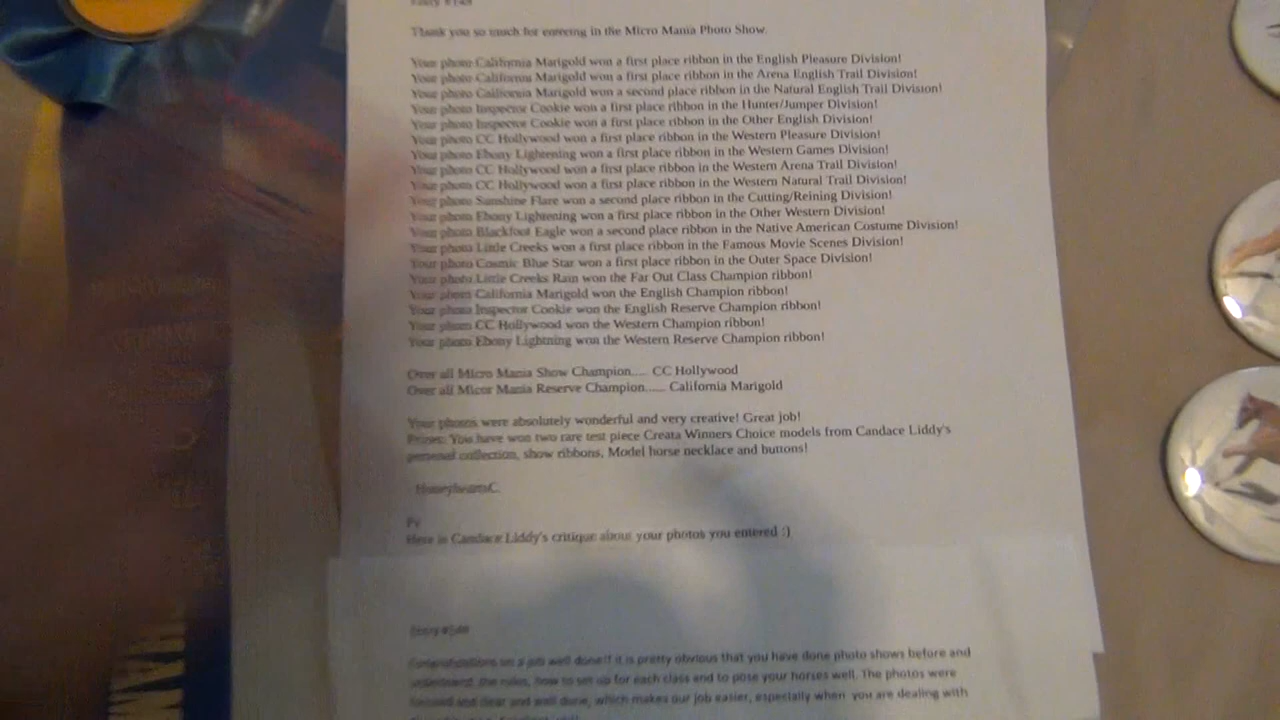 Thank you so much for entering in the Micro Mania Photo Show.
Your photo California Marigold won a first place ribbon in the English Pleasure Division!
Your photo California Marigold won a first place ribbon in the Arena English Trail Division!
Your photo California Marigold won a second place ribbon in the Natural English Trail Division!
Your photo Inspector Cookie won a first place ribbon in the Hunter/Jumper Division!
Your photo Inspector Cookie won a first place ribbon in the Other English Division!
Your photo CC Hollywood won a first place ribbon in the Western Pleasure Division!
Your photo Ebony Lightening won a first place ribbon in the Western Games Division!
Your photo CC Hollywood won a first place ribbon in the Western Arena Trail Division!
Your photo CC Hollywood won a first place ribbon in the Western Natural Trail Division!
Your photo Sunshine Flare won a second place ribbon in the Cutting/Reining Division!
Your photo Ebony Lightening won a first place ribbon in the Other Western Division!
Your photo Blackfoot Eagle won a second place ribbon in the Native American Costume Division!
Your photo Little Creeks won a first place ribbon in the Famous Movie Scenes Division!
Your photo Cosmic Blue Star won a first place ribbon in the Outer Space Division!
Your photo Little Creeks Rain won the Far Out Class Champion ribbon!
Your photo California Marigold won the English Champion ribbon!
Your photo Inspector Cookie won the English Reserve Champion ribbon!
Your photo CC Hollywood won the Western Champion ribbon!
Your photo Ebony Lightning won the Western Reserve Champion ribbon!
Over all Micro Mania Show Champion..... CC Hollywood
Over all Micor Mania Reserve Champion...... California Marigold
Your photos were absolutely wonderful and very creative! Great job!
Prizes: You have won two rare test piece Creata Winners Choice models from Candace Liddy's
personal collection, show ribbons, Model horse necklace and buttons!
Here is Candace Liddy's critique about your photos you entered :)
Congratulations on a job well done!! it is pretty obvious that you have done photo shows before and
understand the rules, how to set up for each class and to pose your horses well. The photos were
focused and clear and well done, which makes our job easier, especially when you are dealing with